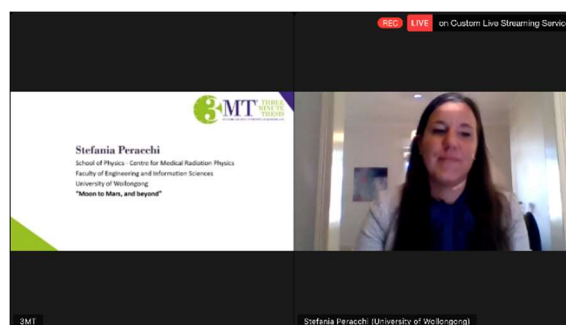 REC LIVE on Custom Live Streaming Servic
3MT THREE
MINUTE
THESIS
Stefania Peracchi
School of Physics - Centre for Medical Radiation Physics
Faculty of Engineering and Information Sciences
University of Wollongong
"Moon to Mars, and beyond"
3MT
Stefania Peracchi (University of Wollongong)